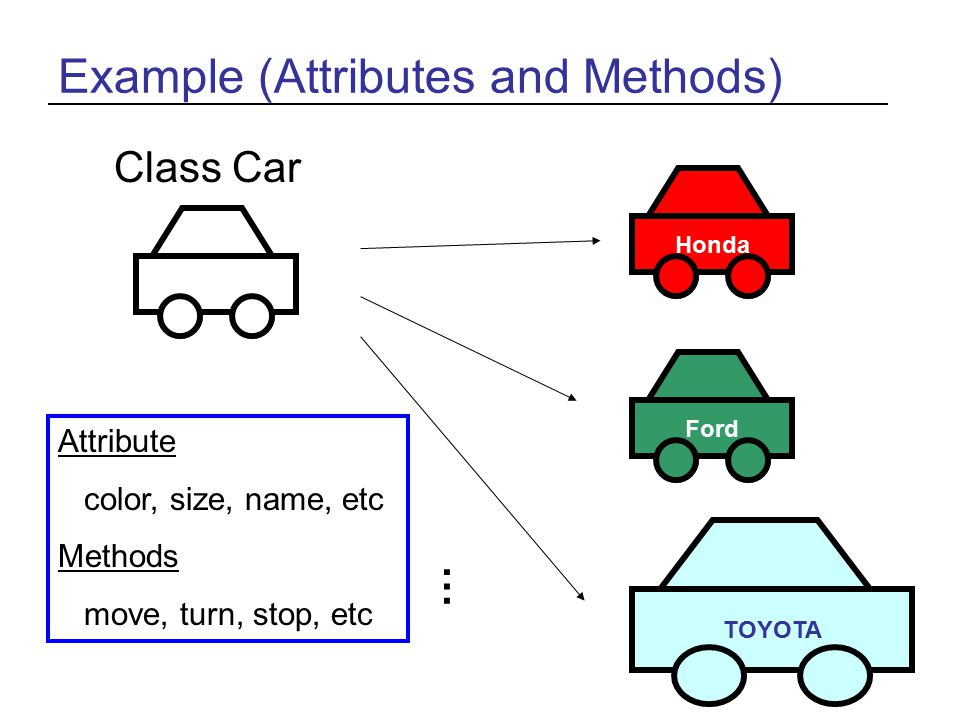 Example (Attributes and Methods)
Class Car
Honda
Ford
Attribute
color, size, name, etc
Methods
move, turn, stop, etc
...
TOYOTA